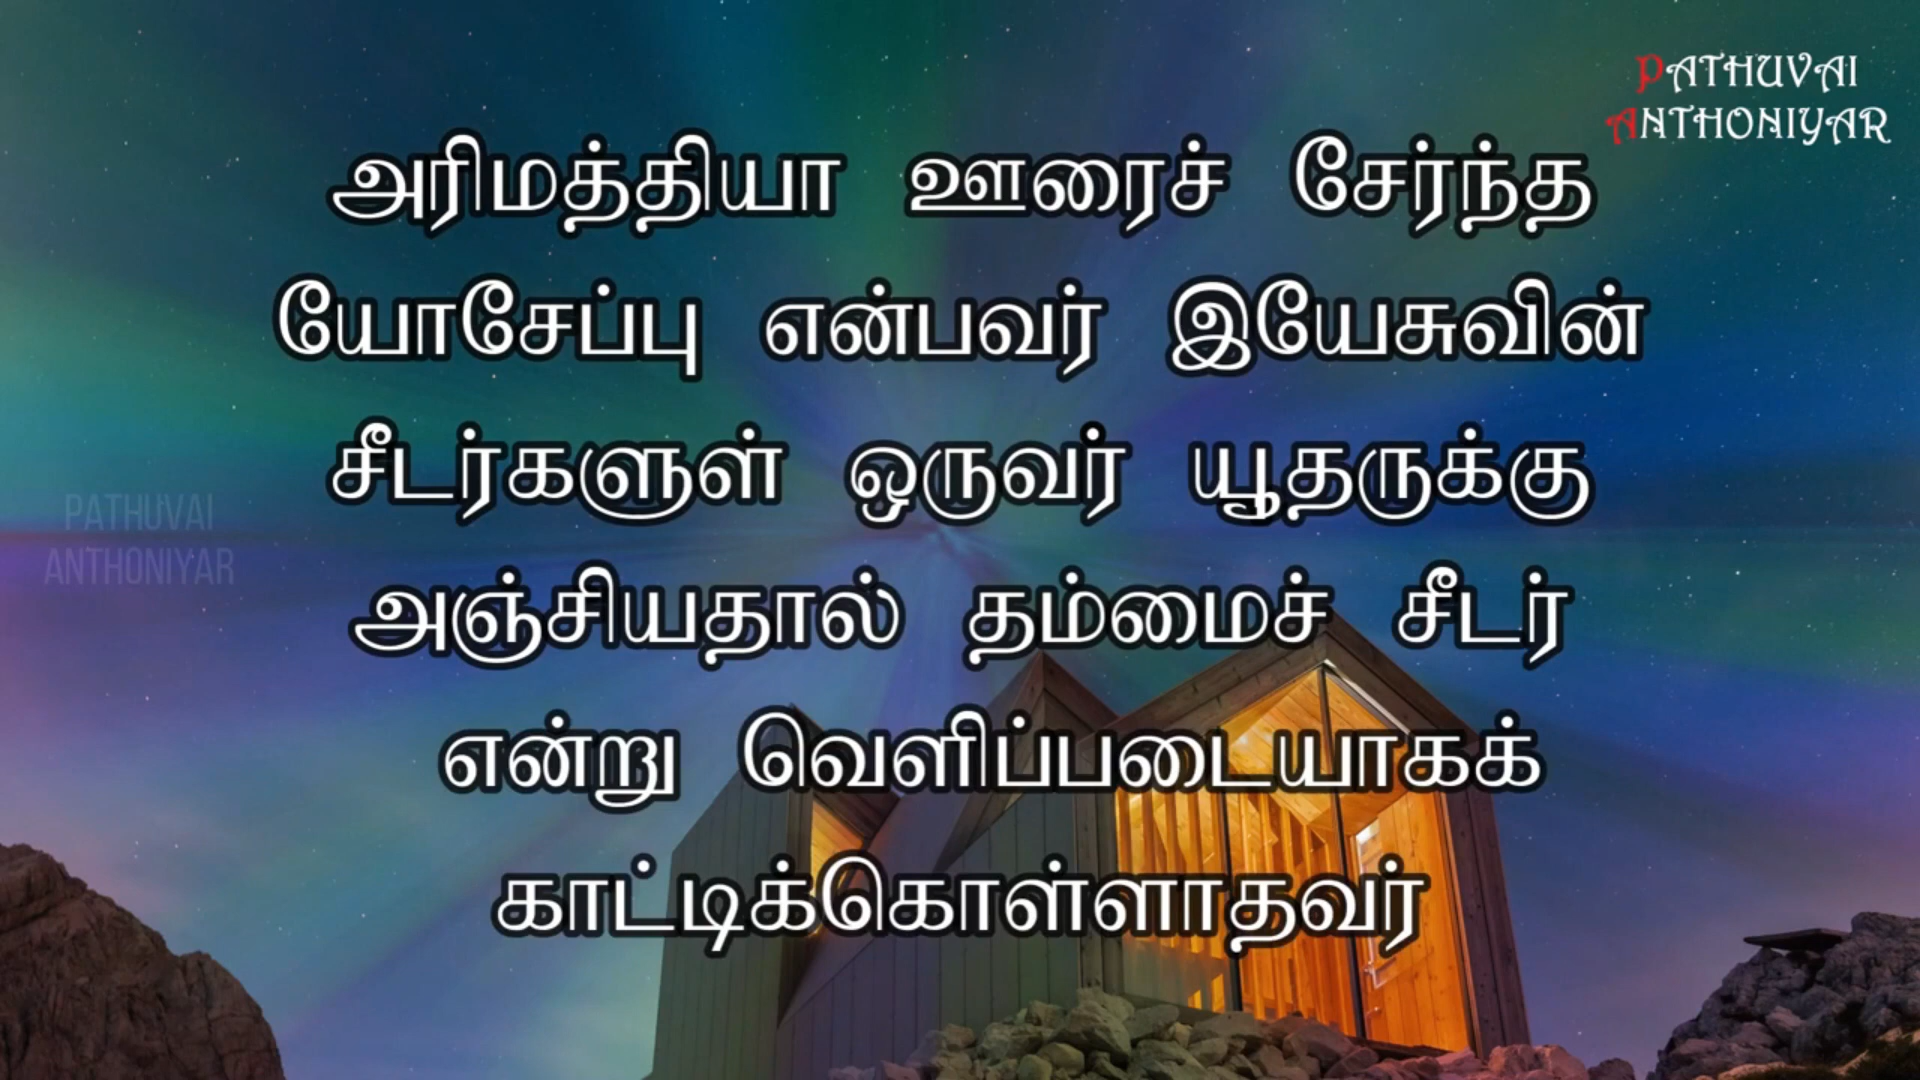 PATHUVAI
ANTHONIYAR
அரிமத்தியா ஊரைச் சேர்ந்த
யோசேப்பு என்பவர் இயேசுவின்
சீடர்களுள் ஒருவர் யூதருக்கு
அஞ்சியதால் தம்மைச் சீடர்
என்று வெளிப்படையாகக்
காட்டிக்கொள்ளாதவர்
PATHUVAI
ANTHONIYAR